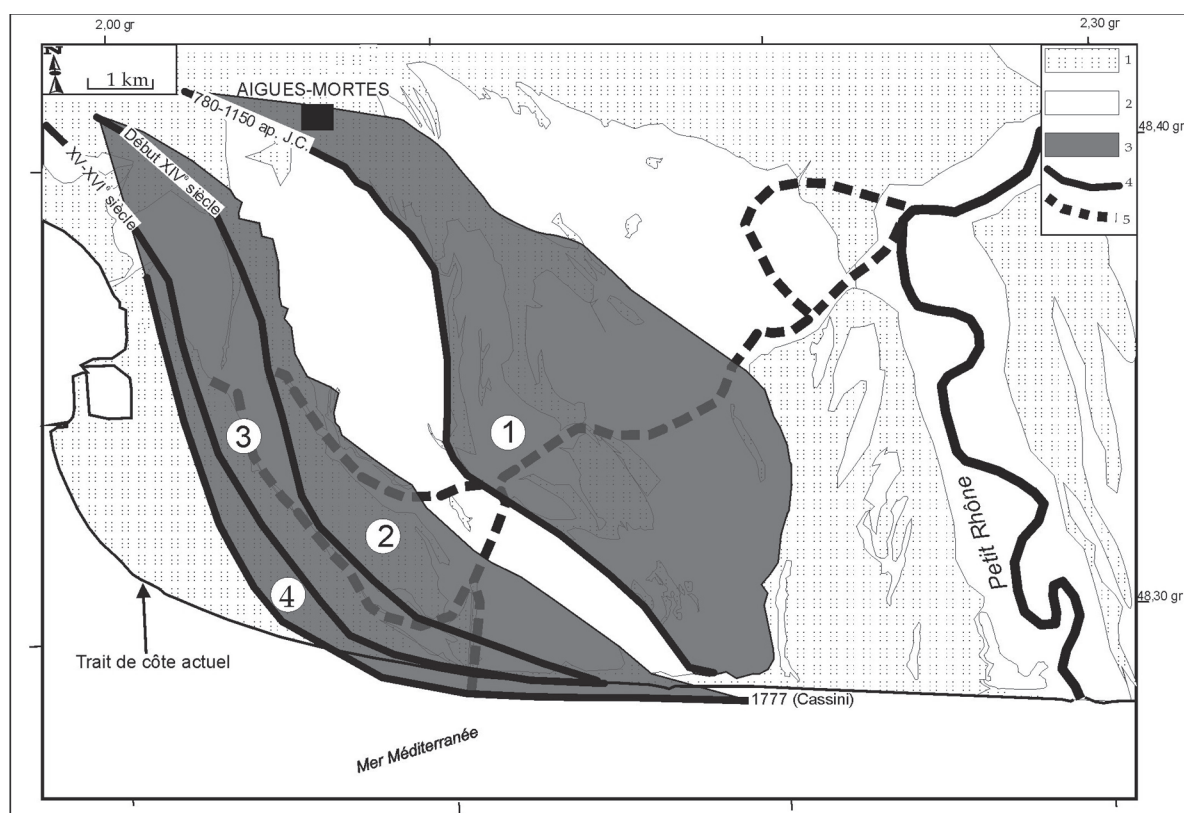 2,00 gr
2,30 gr
N
1 km
AIGUES-MORTES
780-1150 ap. J.C.
Début XIVᵉ siècle
XV-XVIᵉ siècle
1
2
3
4
5
48,40 gr
1
3
2
4
Petit Rhône
48,30 gr
Trait de côte actuel
1777 (Cassini)
Mer Méditerranée